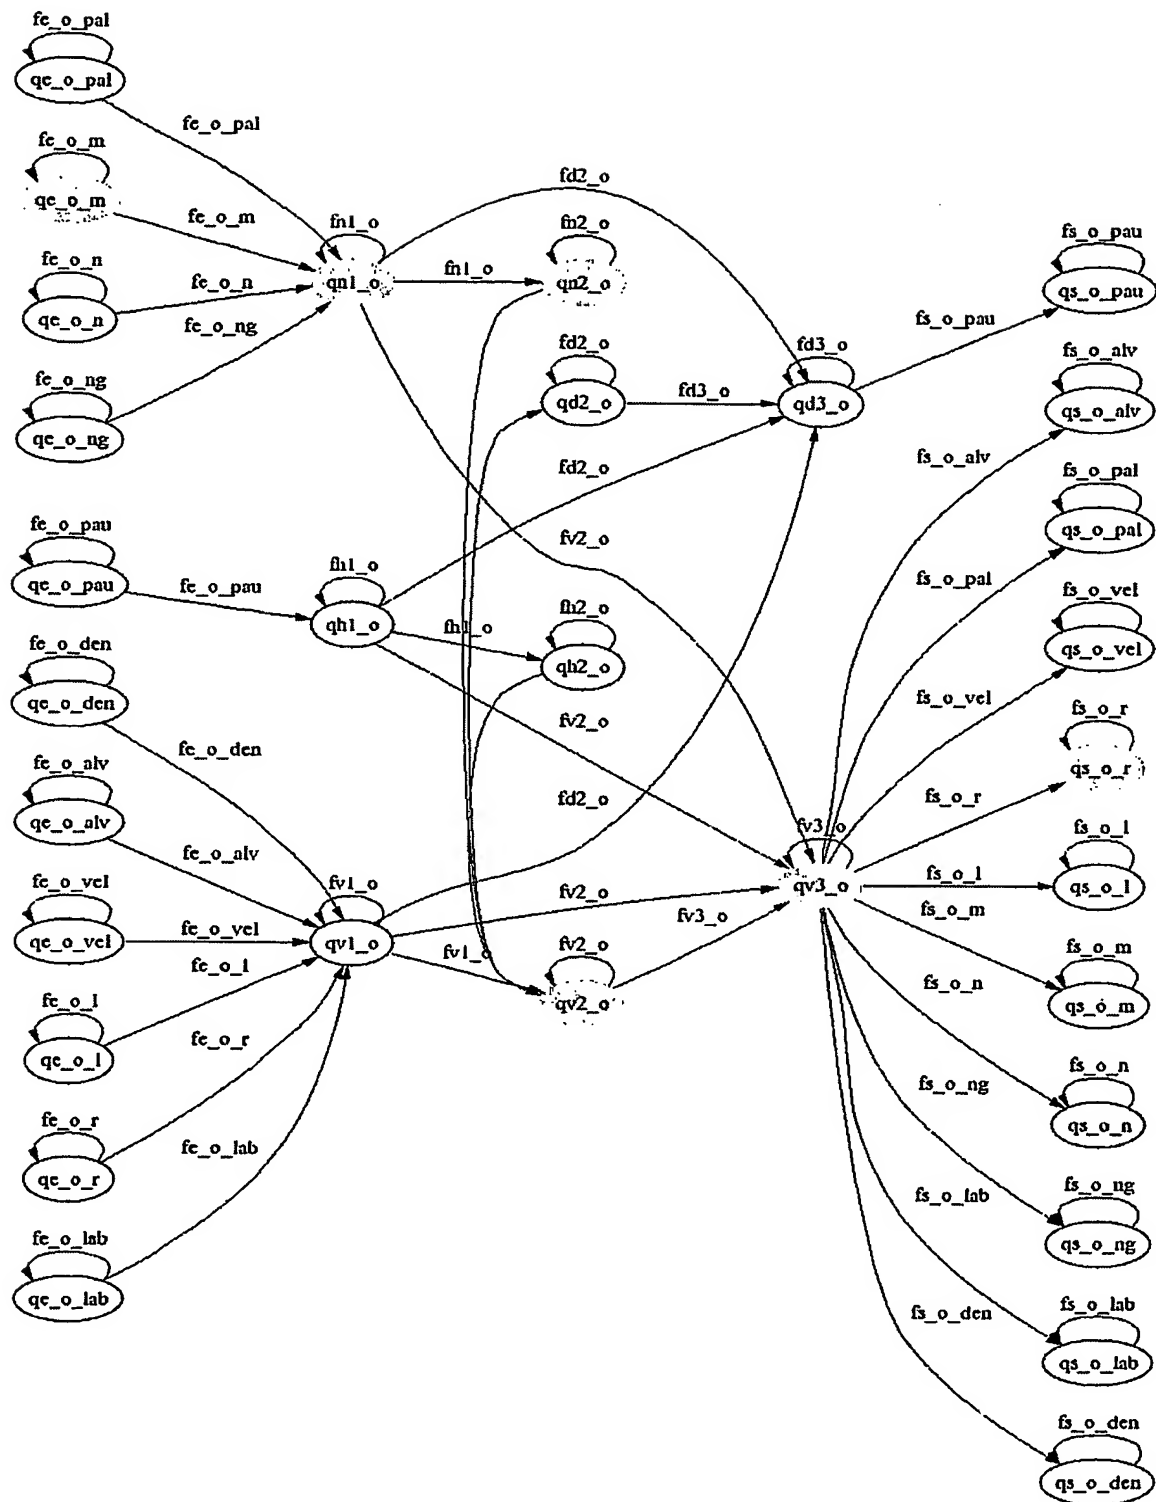 fe_o_pal
qe_o_pal
fe_o_pal
fe_o_m
qe_o_m
fe_o_m
fe_o_n
qe_o_n
fe_o_n
fe_o_ng
fe_o_ng
qe_o_ng
fn1_o
qn1_o
fn1_o
fd2_o
fn2_o
qn2_o
fd2_o
qd2_o
fd3_o
fd3_o
qd3_o
fs_o_pau
fs_o_pau
qs_o_pau
fs_o_alv
qs_o_alv
fs_o_alv
fd2_o
fs_o_pal
qs_o_pal
fs_o_pal
fe_o_pau
qe_o_pau
fe_o_pau
fh1_o
qh1_o
fh1_o
fv2_o
fh2_o
qh2_o
fs_o_vel
qs_o_vel
fs_o_vel
fe_o_den
qe_o_den
fe_o_den
fv2_o
fd2_o
fs_o_r
qs_o_r
fs_o_r
fe_o_alv
qe_o_alv
fe_o_alv
fe_o_vel
qe_o_vel
fe_o_vel
fv1_o
qv1_o
fv1_o
fv2_o
fv3_o
fv3_o
qv3_o
fv2_o
qv2_o
fs_o_l
fs_o_l
qs_o_l
fs_o_m
fs_o_m
qs_o_m
fe_o_l
fe_o_l
qe_o_l
fs_o_n
fs_o_n
qs_o_n
fe_o_r
fe_o_r
qe_o_r
fs_o_ng
fs_o_ng
qs_o_ng
fe_o_lab
fe_o_lab
qe_o_lab
fs_o_lab
fs_o_lab
qs_o_lab
fs_o_den
fs_o_den
qs_o_den